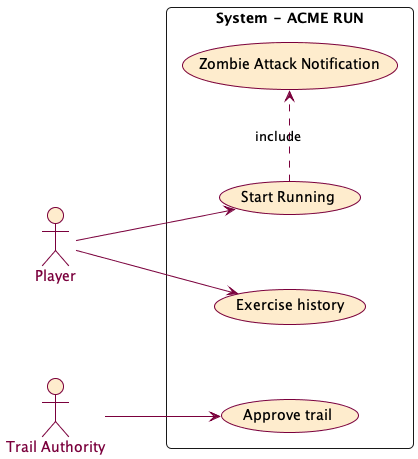 System - ACME RUN
Zombie Attack Notification
include
Start Running
Player
Exercise history
Approve trail
Trail Authority